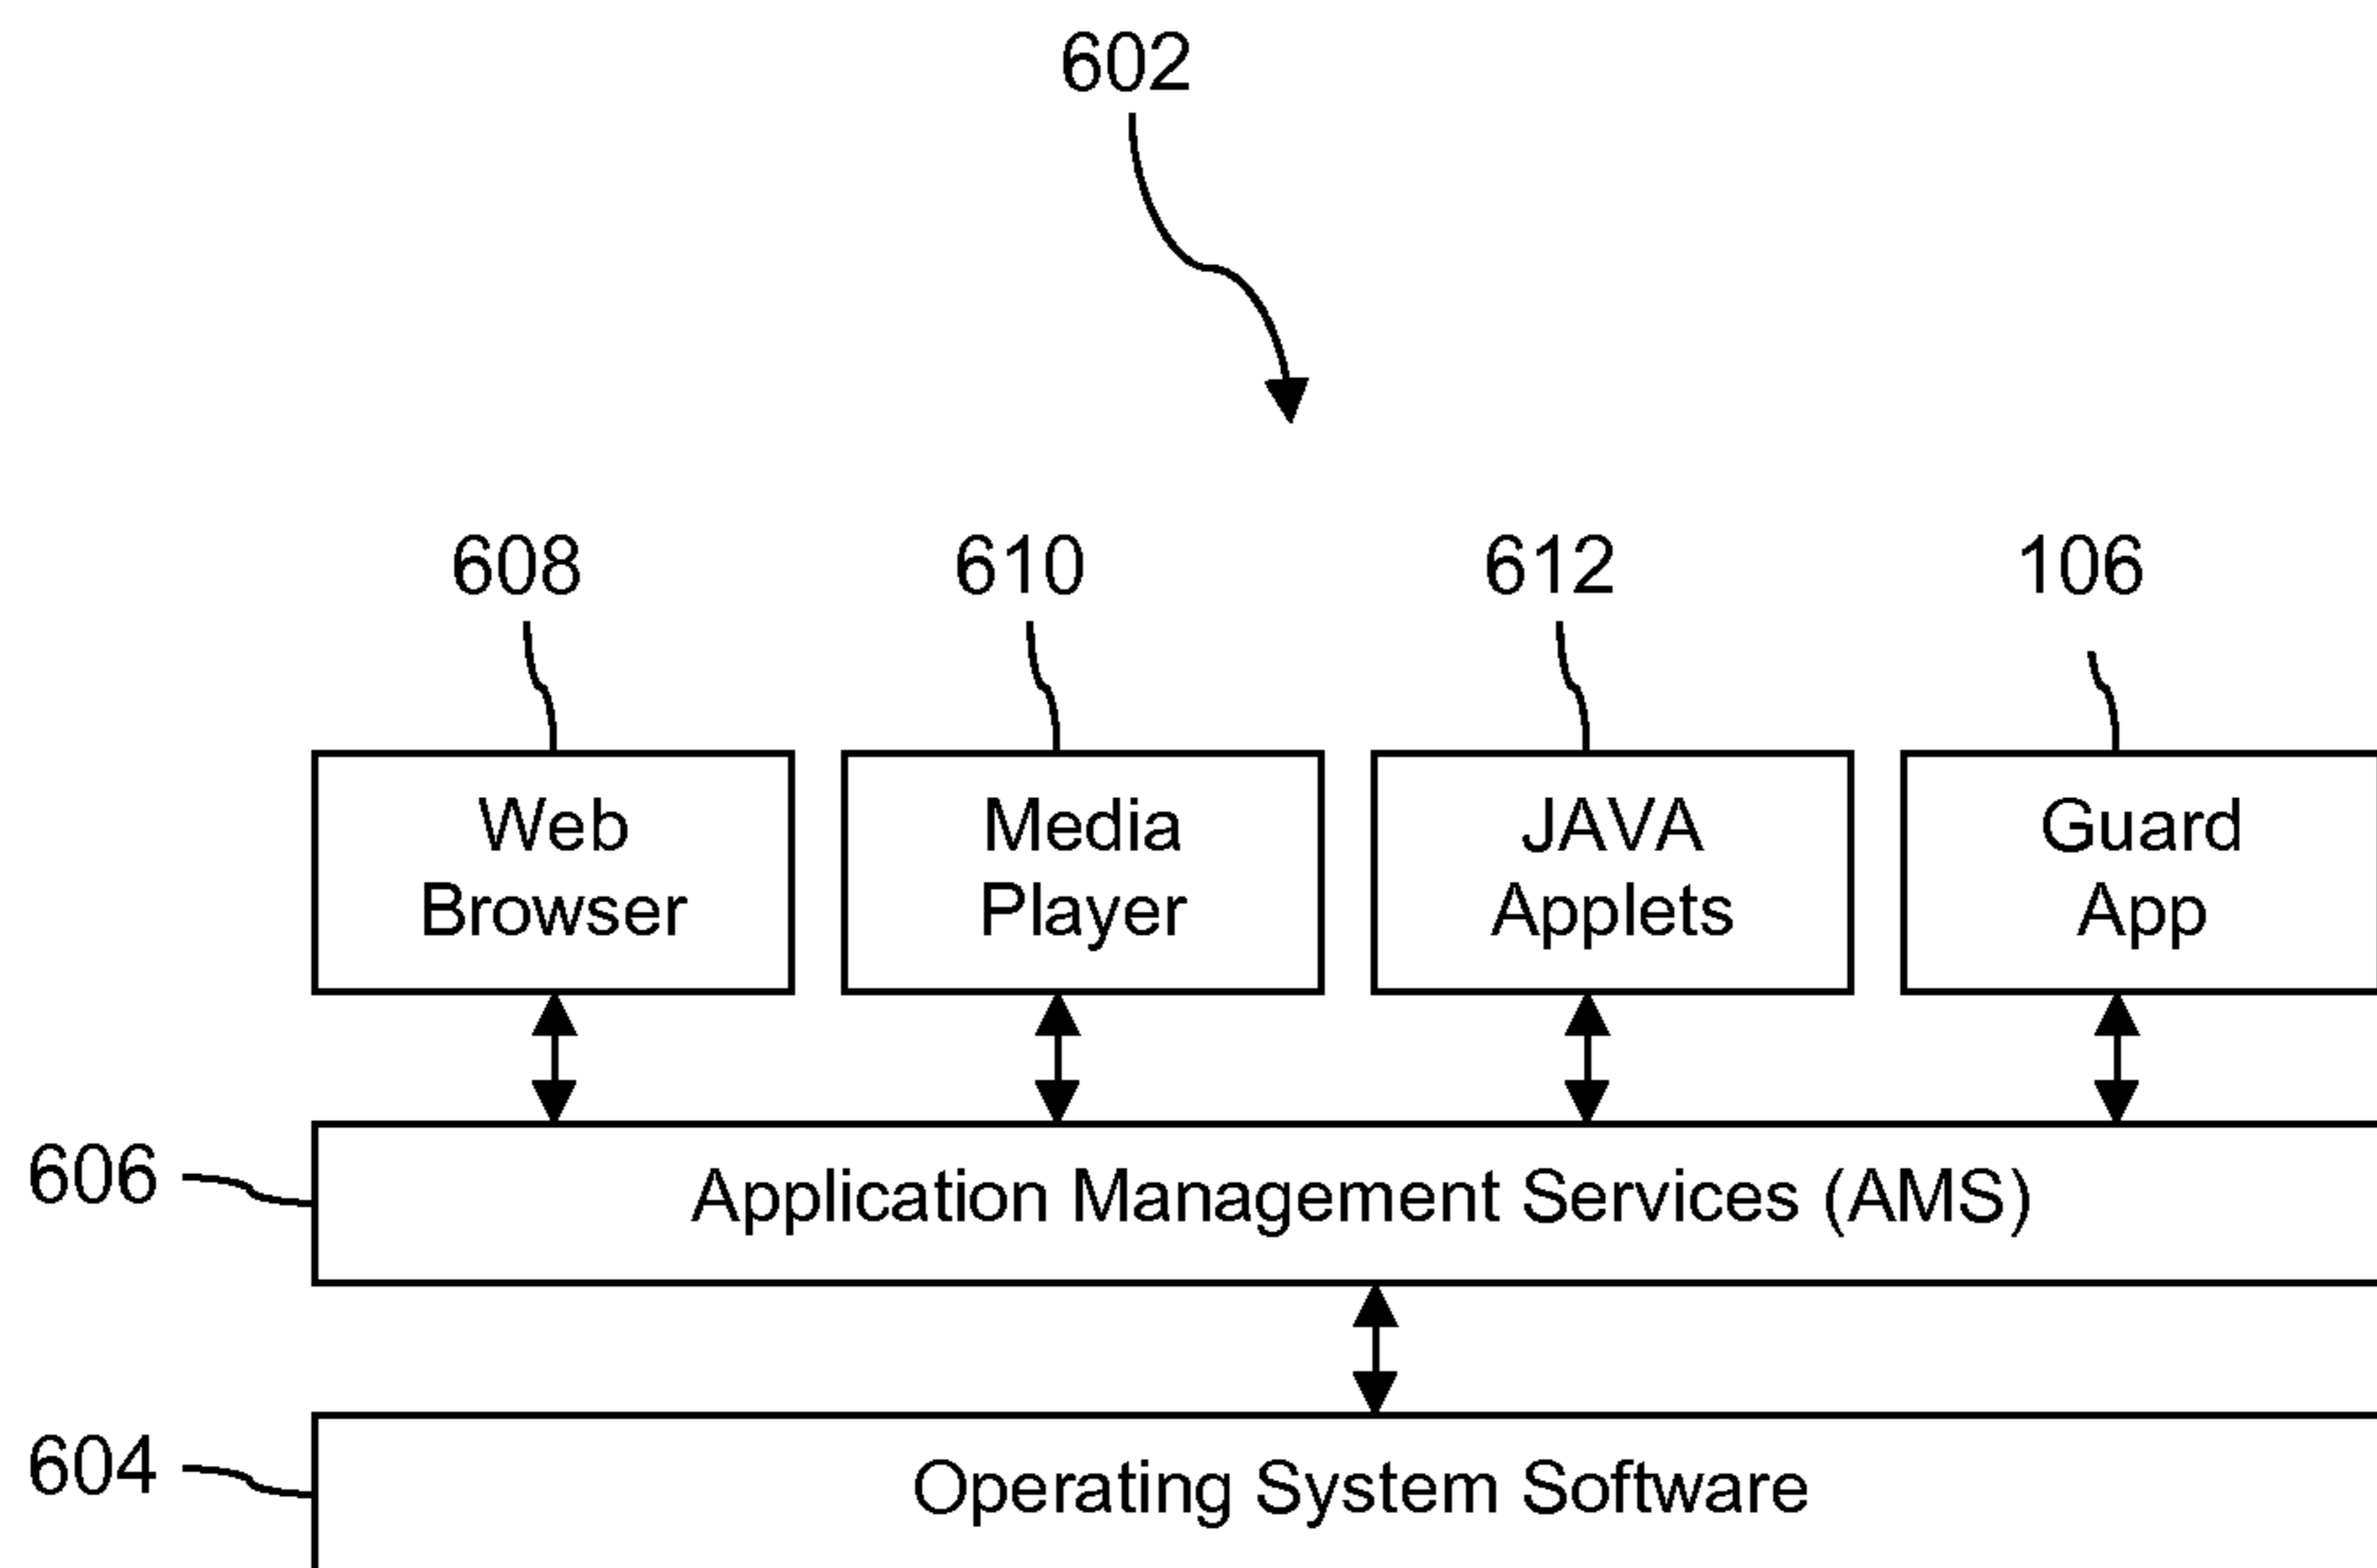 602
608
610
612
106
Web
Browser
Media
Player
JAVA
Applets
Guard
App
606
Application Management Services (AMS)
604
Operating System Software